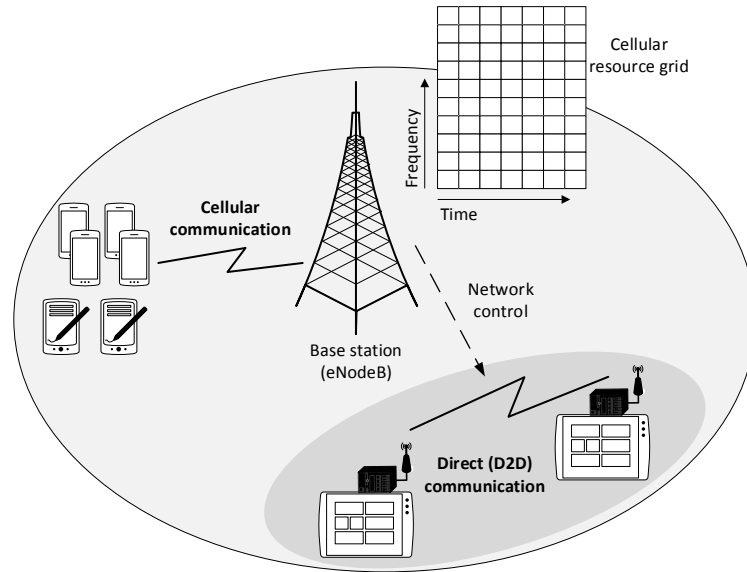 Cellular
resource grid
Frequency
Time
Cellular
communication
Network
control
Base station
(eNodeB)
Direct (D2D)
communication